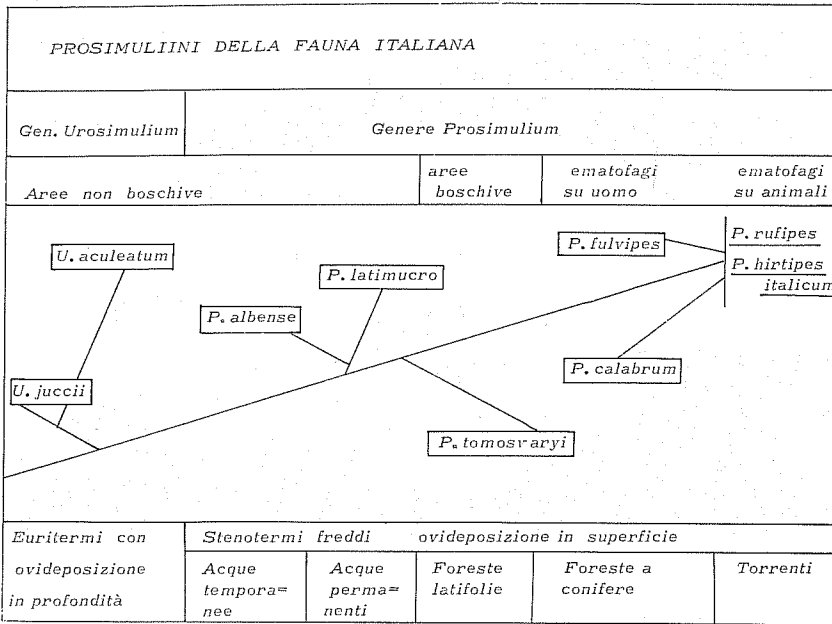 PROSIMULIINI DELLA FAUNA ITALIANA
Gen. Urosimulium
Genere Prosimulium
Aree non boschive
aree
boschive
ematofagi
su uomo
ematofagi
su animali
U. aculeatum
P. latimucro
P. fulvipes
P. rufipes
P. hirtipes
italicum
P. albense
P. calabrum
U. juccii
P. tomosvaryi
Euritermi con
ovideposizione
in profondità
Stenotermi freddi ovideposizione in superficie
Acque
tempora=
nee
Acque
perma=
nenti
Foreste
latifolie
Foreste a
conifere
Torrenti